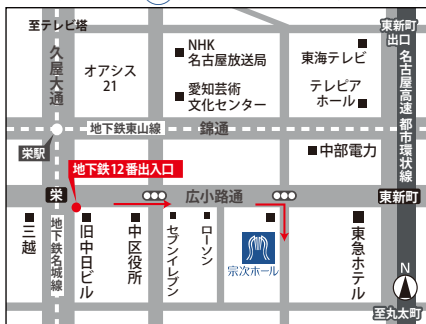 至テレビ塔
久屋大通
オアシス
21
NHK
名古屋放送局
愛知芸術
文化センター
東海テレビ
テレピア
ホール
東新町
出口
名古屋高速 都市環状線
地下鉄東山線
錦通
栄駅
地下鉄12番出入口
中部電力
栄
広小路通
東新町
三越
地下鉄名城線
旧中日ビル
中区役所
セブンイレブン
ローソン
宗次ホール
東急ホテル
N
至丸太町